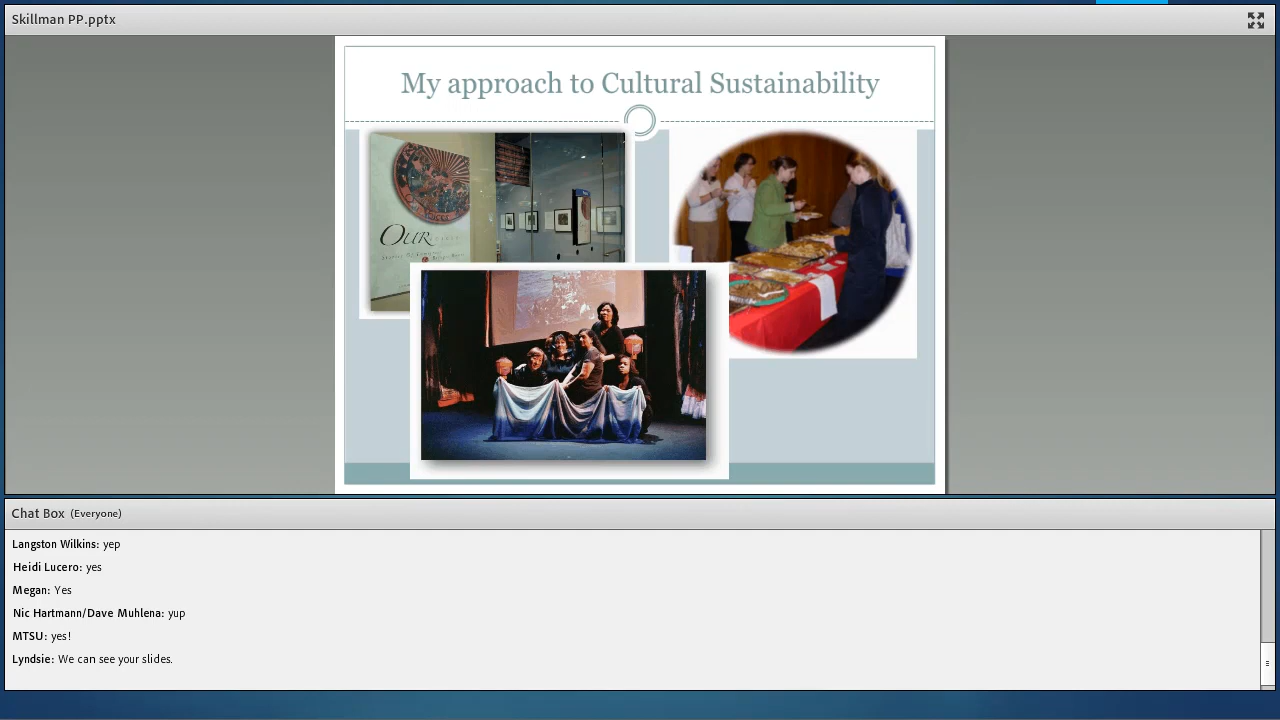 Skillman PP.pptx
My approach to Cultural Sustainability
OUR
Chat Box (Everyone)
Langston Wilkins: yep
Heidi Lucero: yes
Megan: Yes
Nic Hartmann/Dave Muhlena: yup
MTSU: yes!
Lyndsie: We can see your slides.